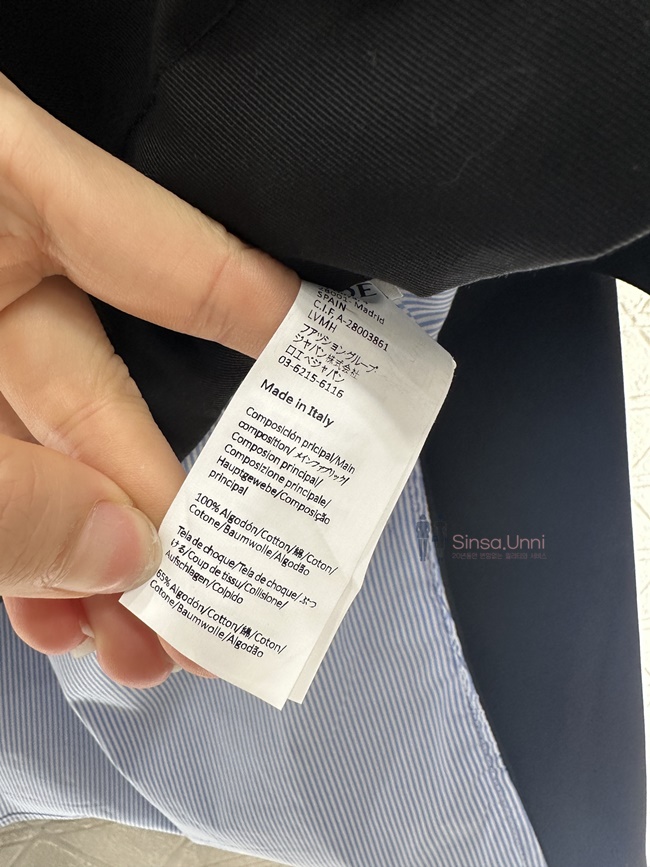 Madrid
SPAIN
C.I.F. A-28003861
LVMH
ファッショングループ
ジャパン株式会社
ロエベジャパン
03-6215-6116
Made in Italy
Composición pricipal/Main
composition/メインファブリッグ/
Composion principal/
Composizione principale/
Hauptgewebe/Composição
principal
100% Algodón/Cotton/綿/Coton/
Cotone/Baumwolle/Algodão
Tela de choque/Tela de choque/ぶつ
ける/Coup de tissu/Collisione/
Aufschlagen/Colpido
65% Algodón/Cotton/綿/Coton/
Cotone/Baumwolle/Algodão
Sinsa.Unni